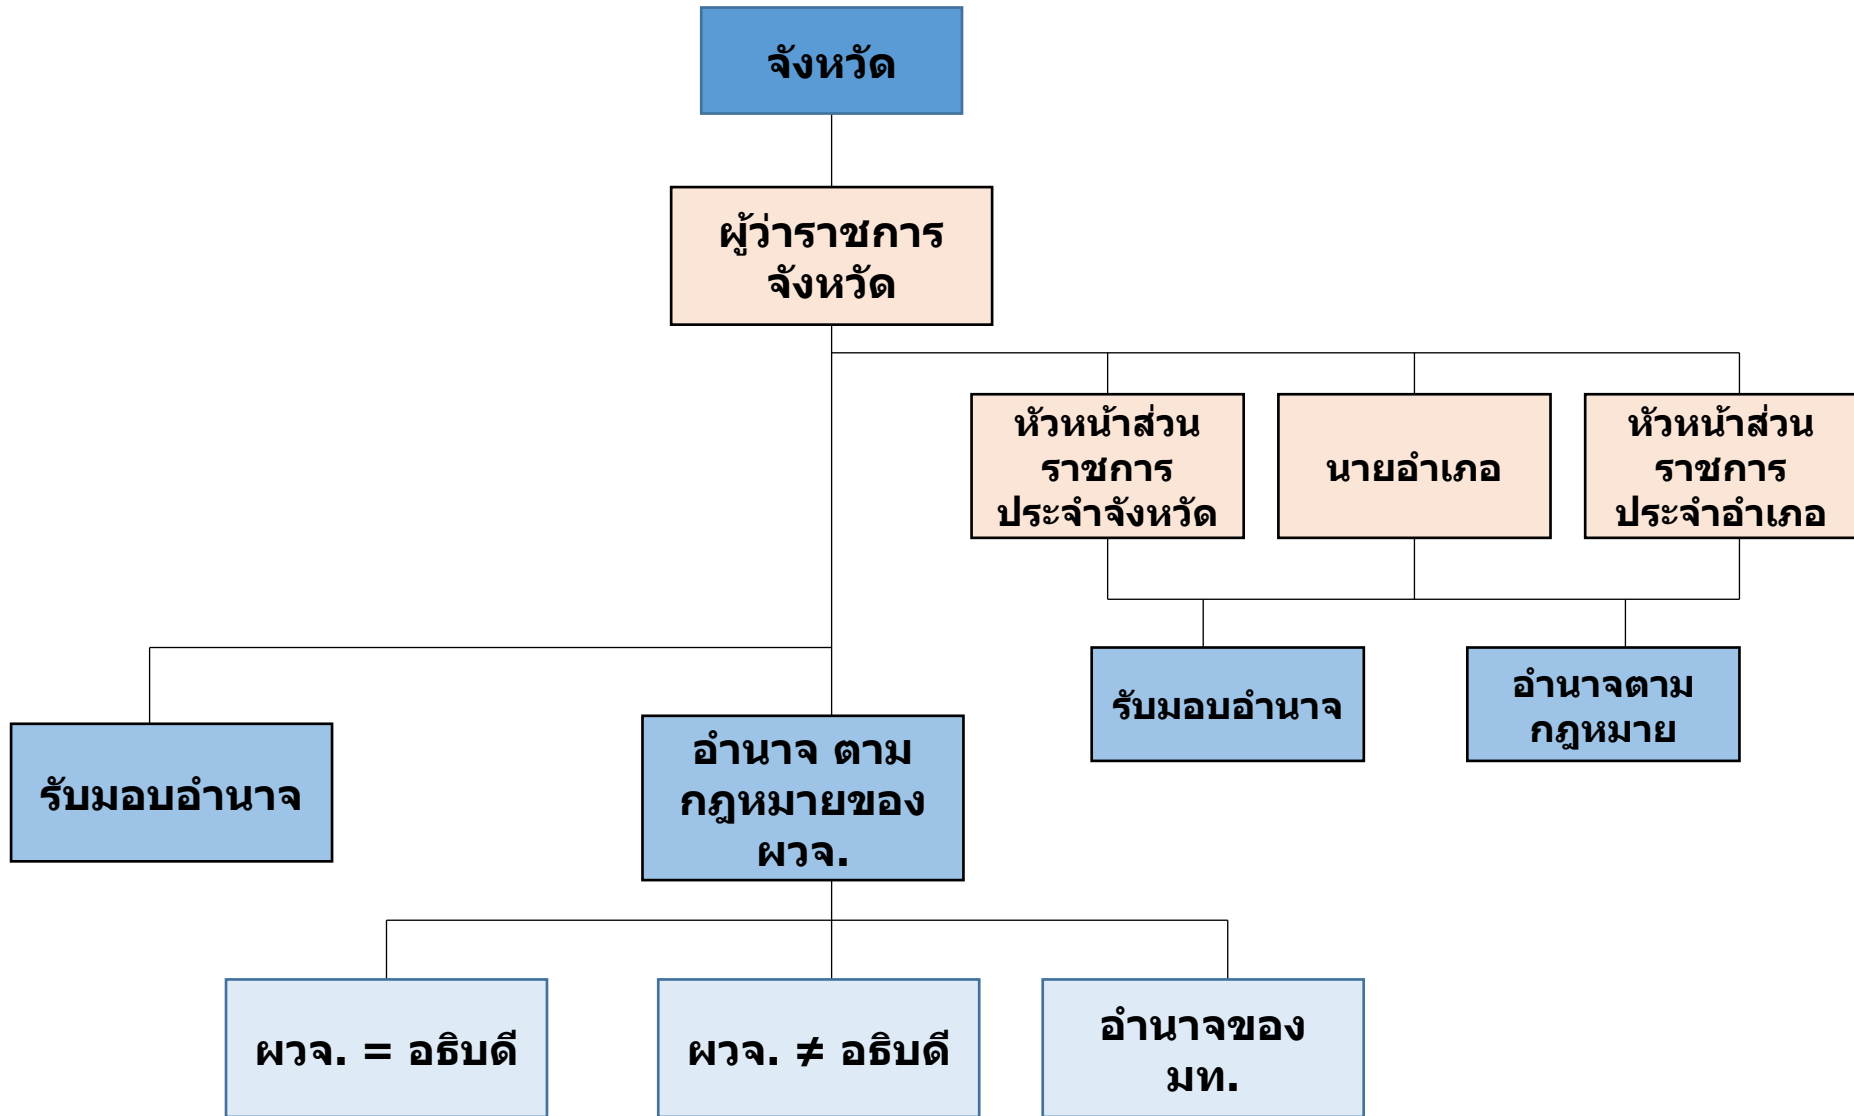 จังหวัด
ผู้ว่าราชการ
จังหวัด
หัวหน้าส่วน
ราชการ
ประจำจังหวัด
นายอำเภอ
หัวหน้าส่วน
ราชการ
ประจำอำเภอ
รับมอบอำนาจ
อำนาจตาม
กฎหมาย
รับมอบอำนาจ
อำนาจ ตาม
กฎหมายของ
ผวจ.
ผวจ. = อธิบดี
ผวจ. ≠ อธิบดี
อำนาจของ
มท.